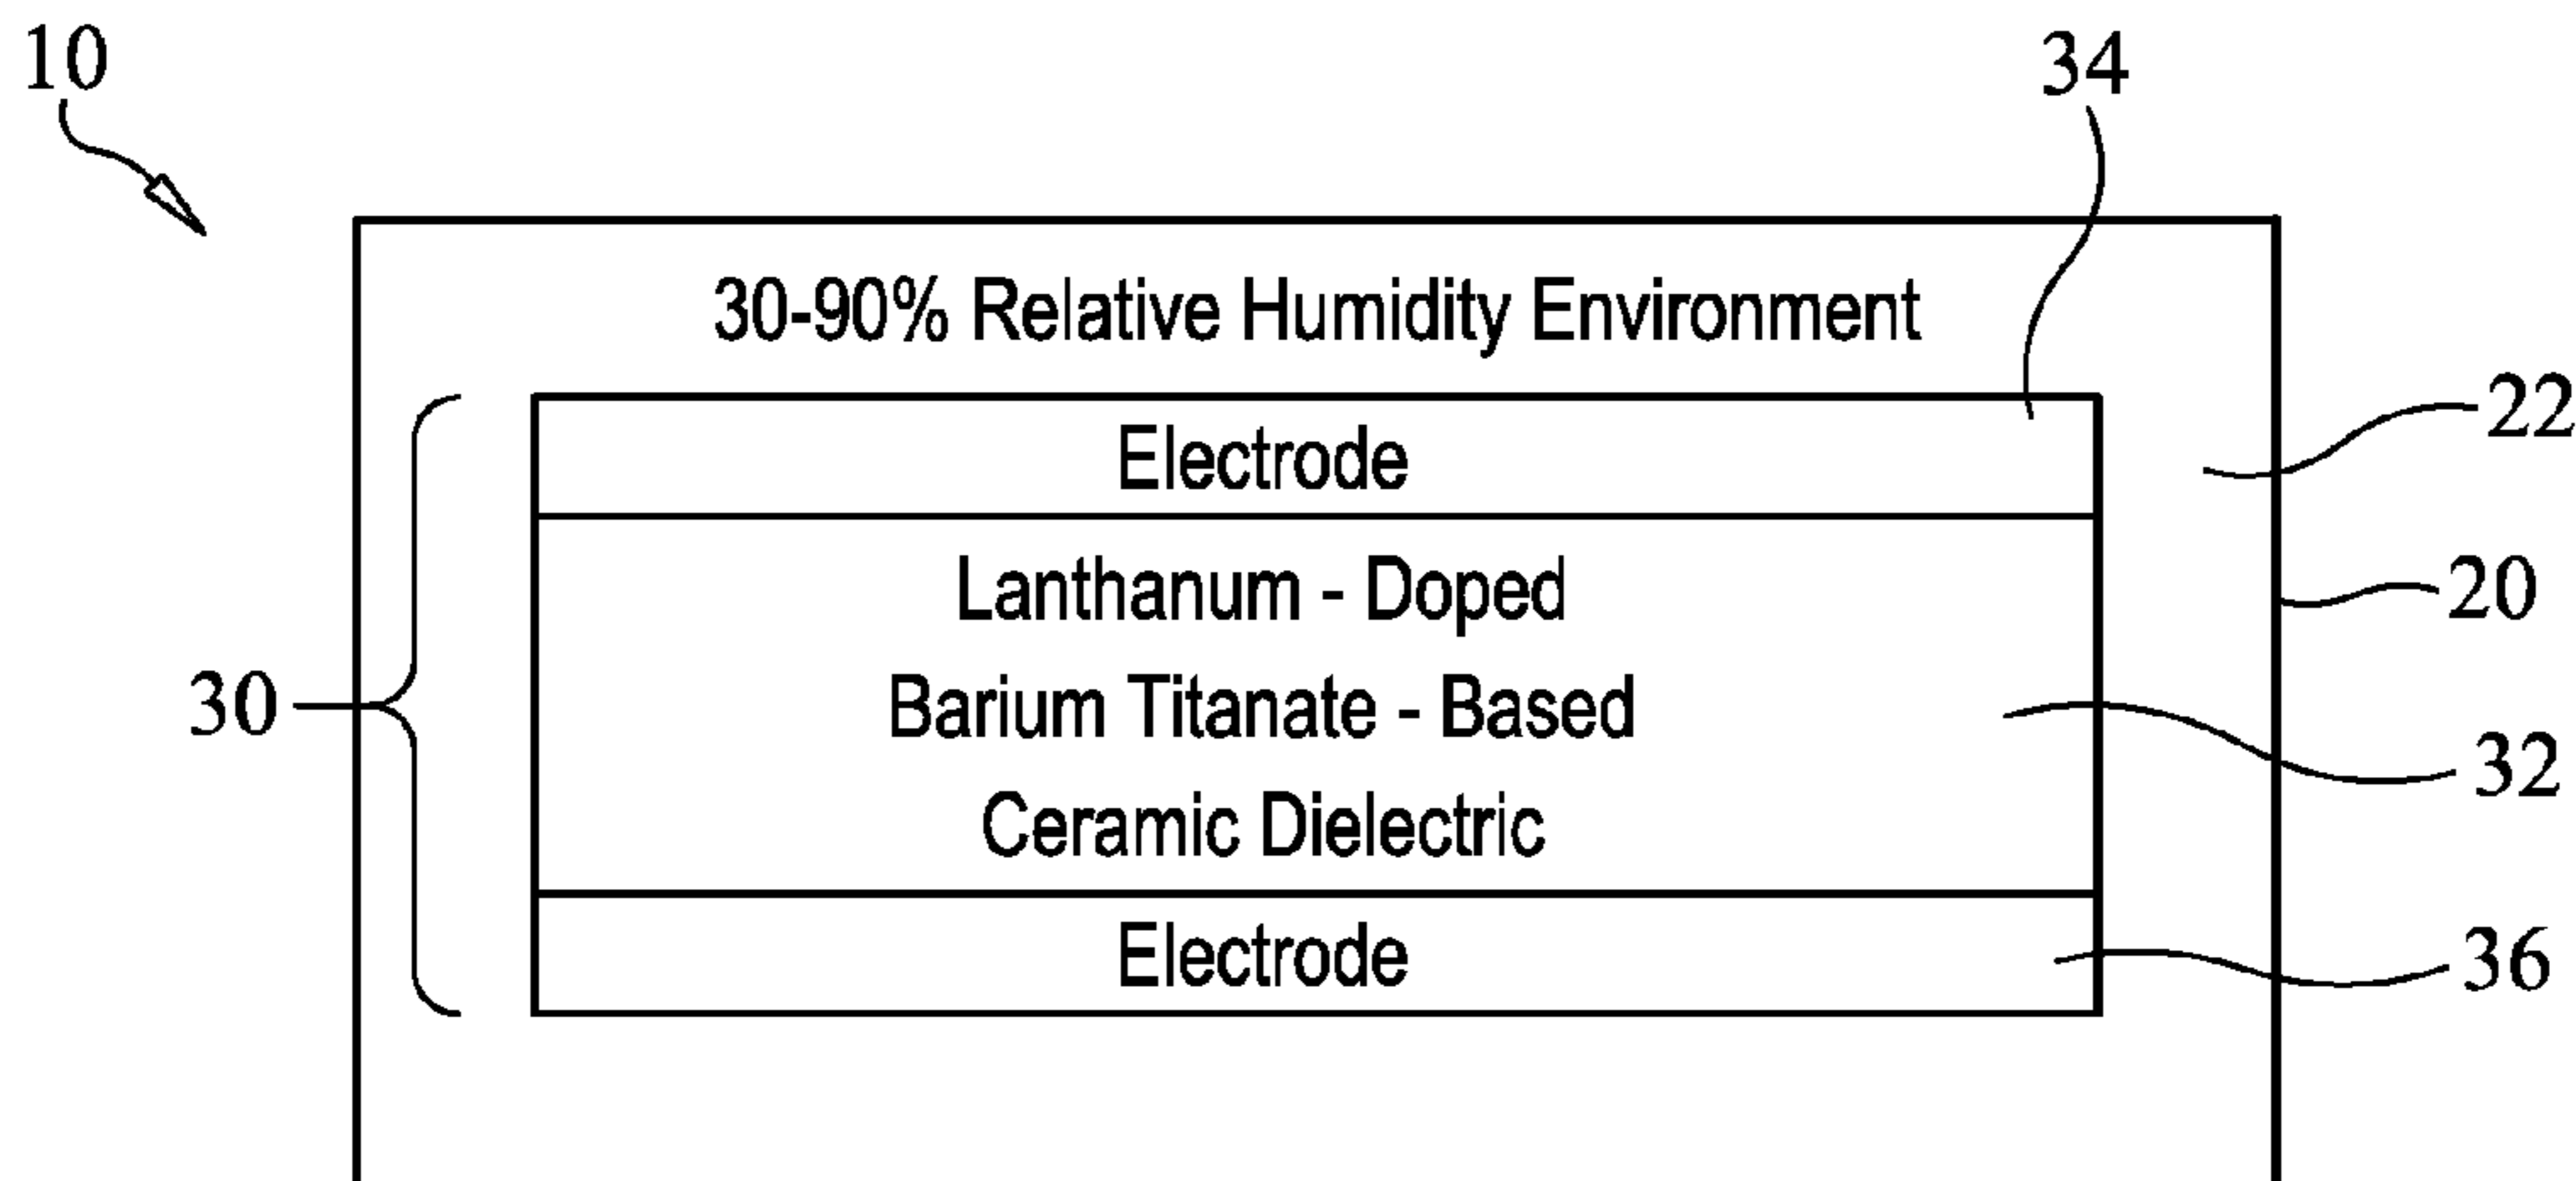 10
34
30-90% Relative Humidity Environment
22
Electrode
Lanthanum - Doped
20
Barium Titanate - Based
30
32
Ceramic Dielectric
Electrode
36